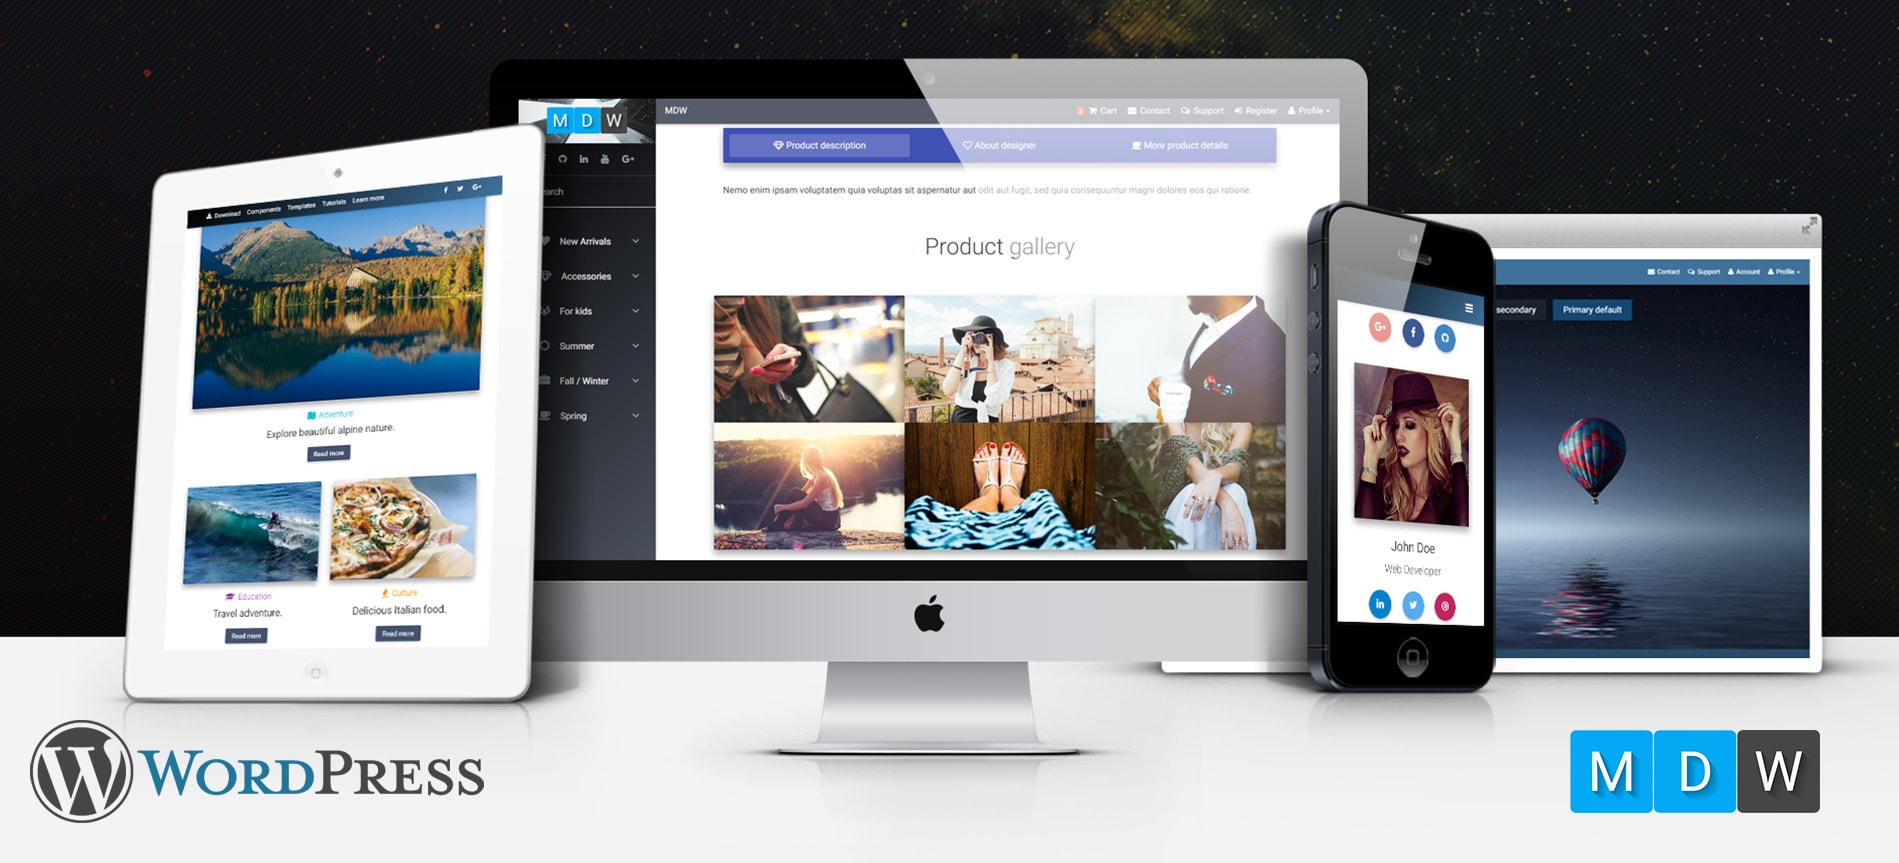 Download Components Templates Tutorials Learn more
Adventure
Explore beautiful alpine nature.
Read more
Education
Travel adventure.
Read more
Culture
Delicious Italian food.
Read more
MDW
New Arrivals
Accessories
For kids
Summer
Fall / Winter
Spring
MDW
Cart Contact Support Register Profile
Product description About designer More product details
Nemo enim ipsam voluptatem quia voluptas sit aspernatur aut odit aut fugit, sed quia consequuntur magni dolores eos qui ratione.
Product gallery
John Doe
Web Developer
Contact Support Account Profile
secondary Primary default
WORDPRESS
MDW